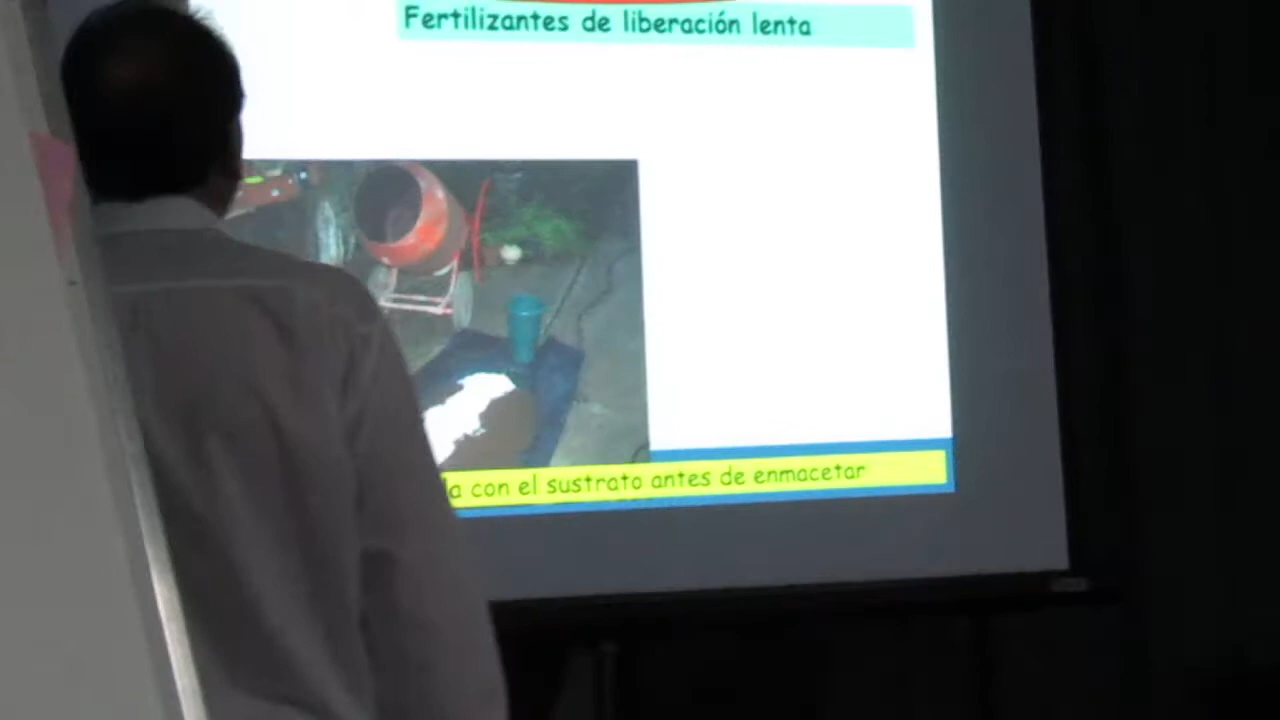 Fertilizantes de liberación lenta
con el sustrato antes de enmacetar